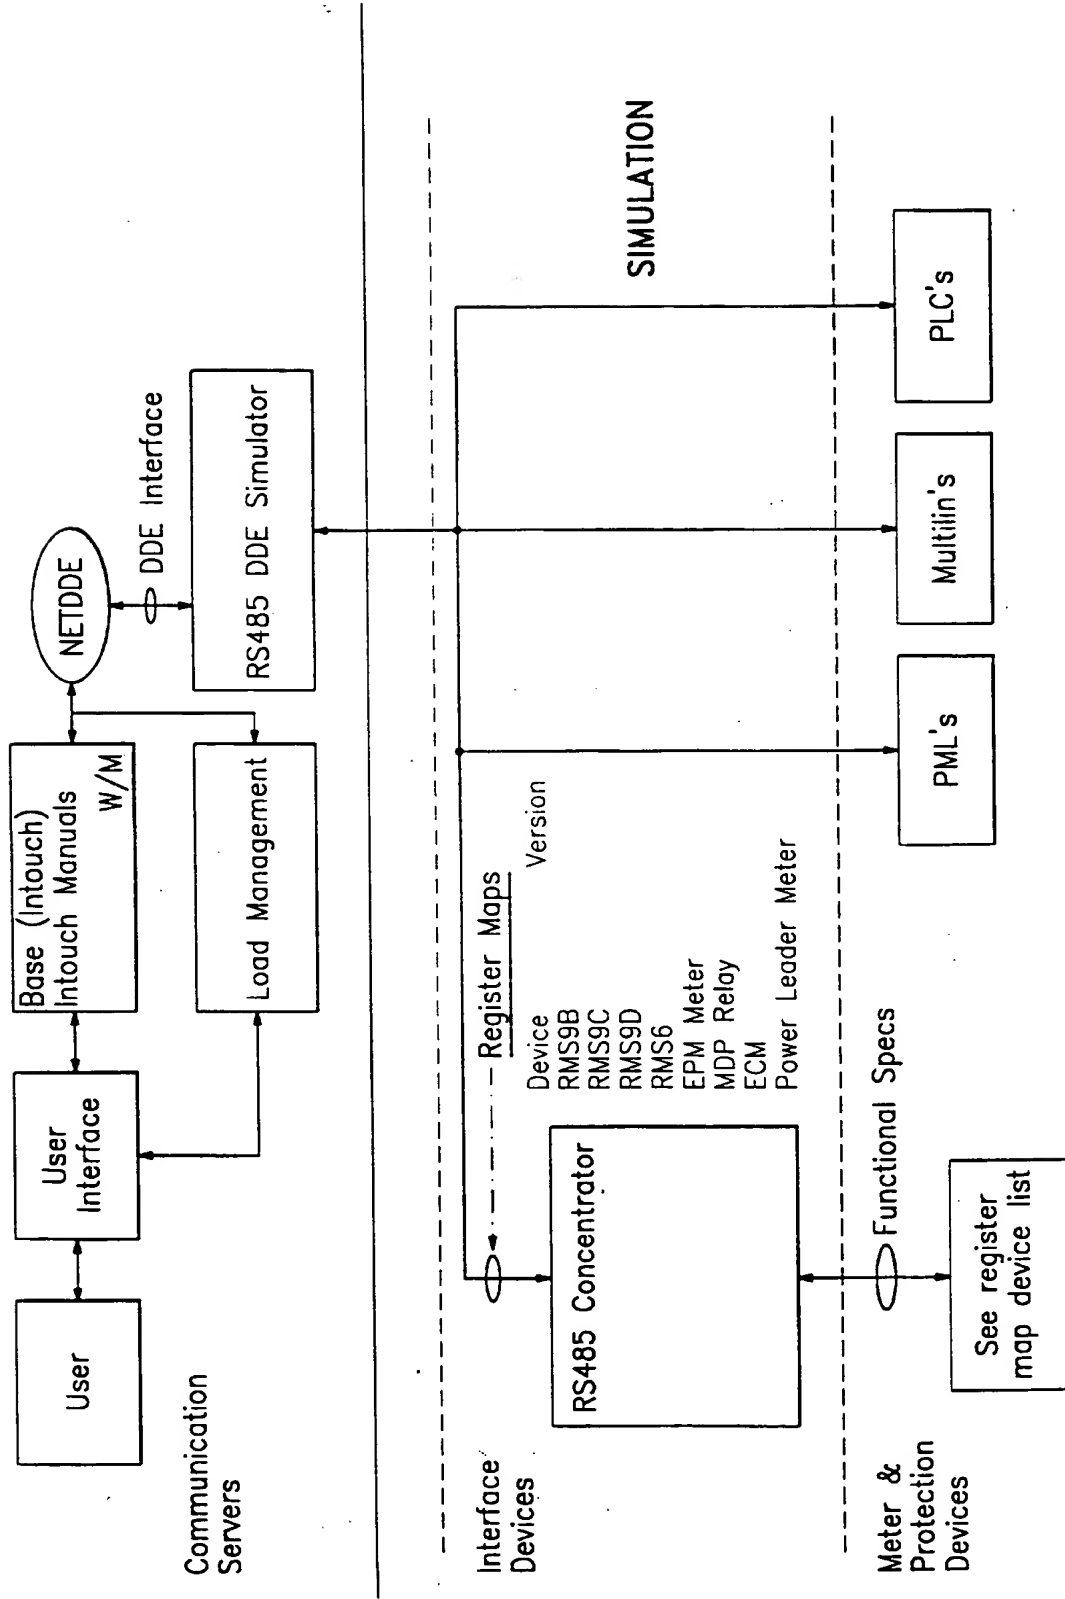 User
User
Interface
Base (Intouch)
Intouch Manuals
W/M
NETDDE
DDE Interface
Load Management
RS485 DDE Simulator
Communication
Servers
Register Maps
Device
Version
RMS9B
RMS9C
RMS9D
RMS6
EPM Meter
MDP Relay
ECM
Power Leader Meter
Interface
Devices
RS485 Concentrator
SIMULATION
Functional Specs
Meter &
Protection
Devices
See register
map device list
PML's
Multilin's
PLC's